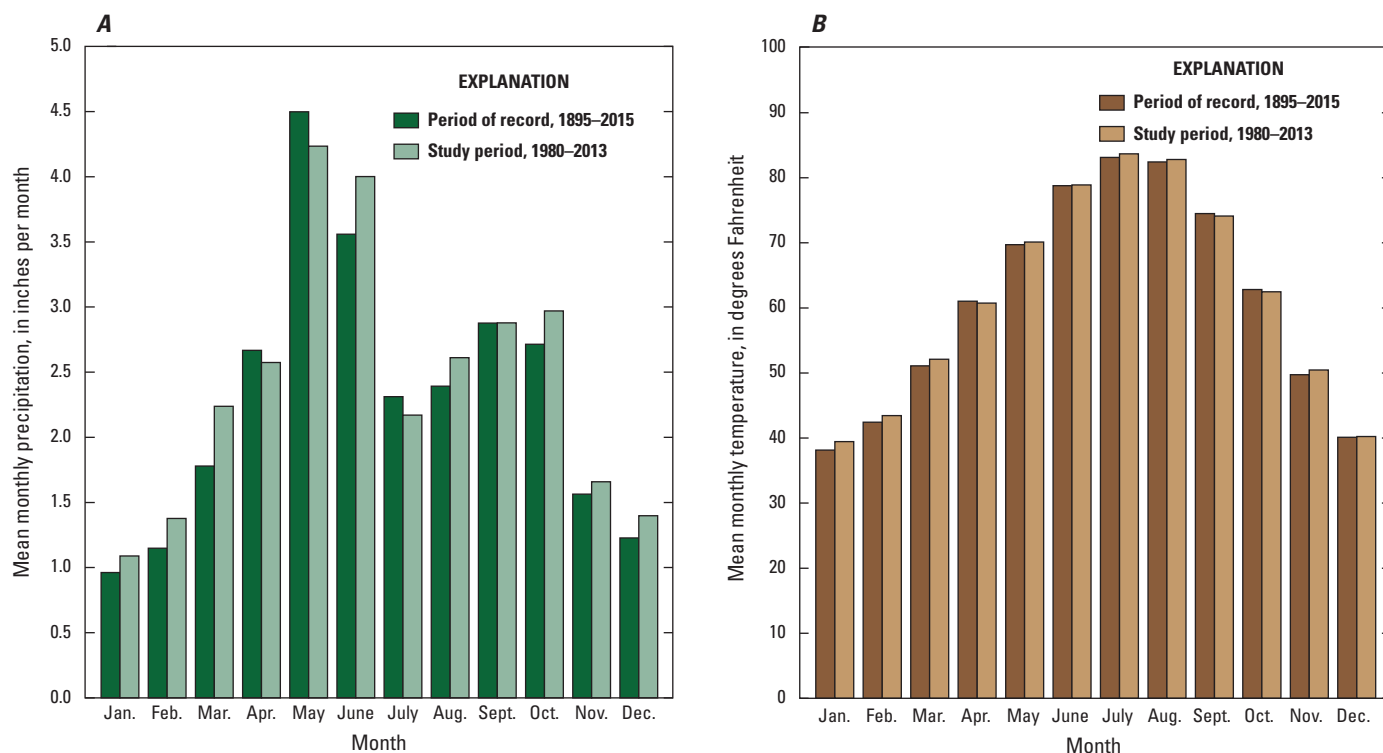 A
5.0
4.5
4.0
3.5
3.0
2.5
2.0
1.5
1.0
0.5
0.0
Mean monthly precipitation, in inches per month
EXPLANATION
Period of record, 1895–2015
Study period, 1980–2013
Jan. Feb. Mar. Apr. May June July Aug. Sept. Oct. Nov. Dec.
Month
B
100
90
80
70
60
50
40
30
20
10
0
Mean monthly temperature, in degrees Fahrenheit
EXPLANATION
Period of record, 1895–2015
Study period, 1980–2013
Jan. Feb. Mar. Apr. May June July Aug. Sept. Oct. Nov. Dec.
Month